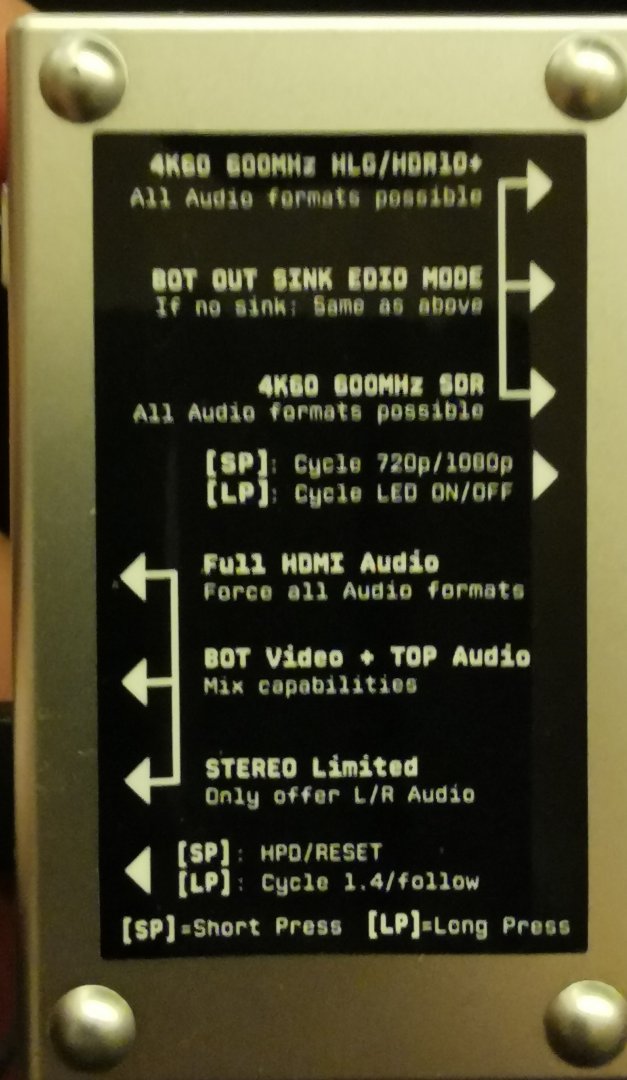 4K60 600MHz HLG/HDR10+
All Audio formats possible
BOT OUT SINK EDID MODE
If no sink: Same as above
4K60 600MHz SDR
All Audio formats possible
[SP]: Cycle 720p/1080p
[LP]: Cycle LED ON/OFF
Full HDMI Audio
Force all Audio formats
BOT Video + TOP Audio
Mix capabilities
STEREO Limited
Only offer L/R Audio
[SP]: HPD/RESET
[LP]: Cycle 1.4/follow
[SP]=Short Press [LP]=Long Press